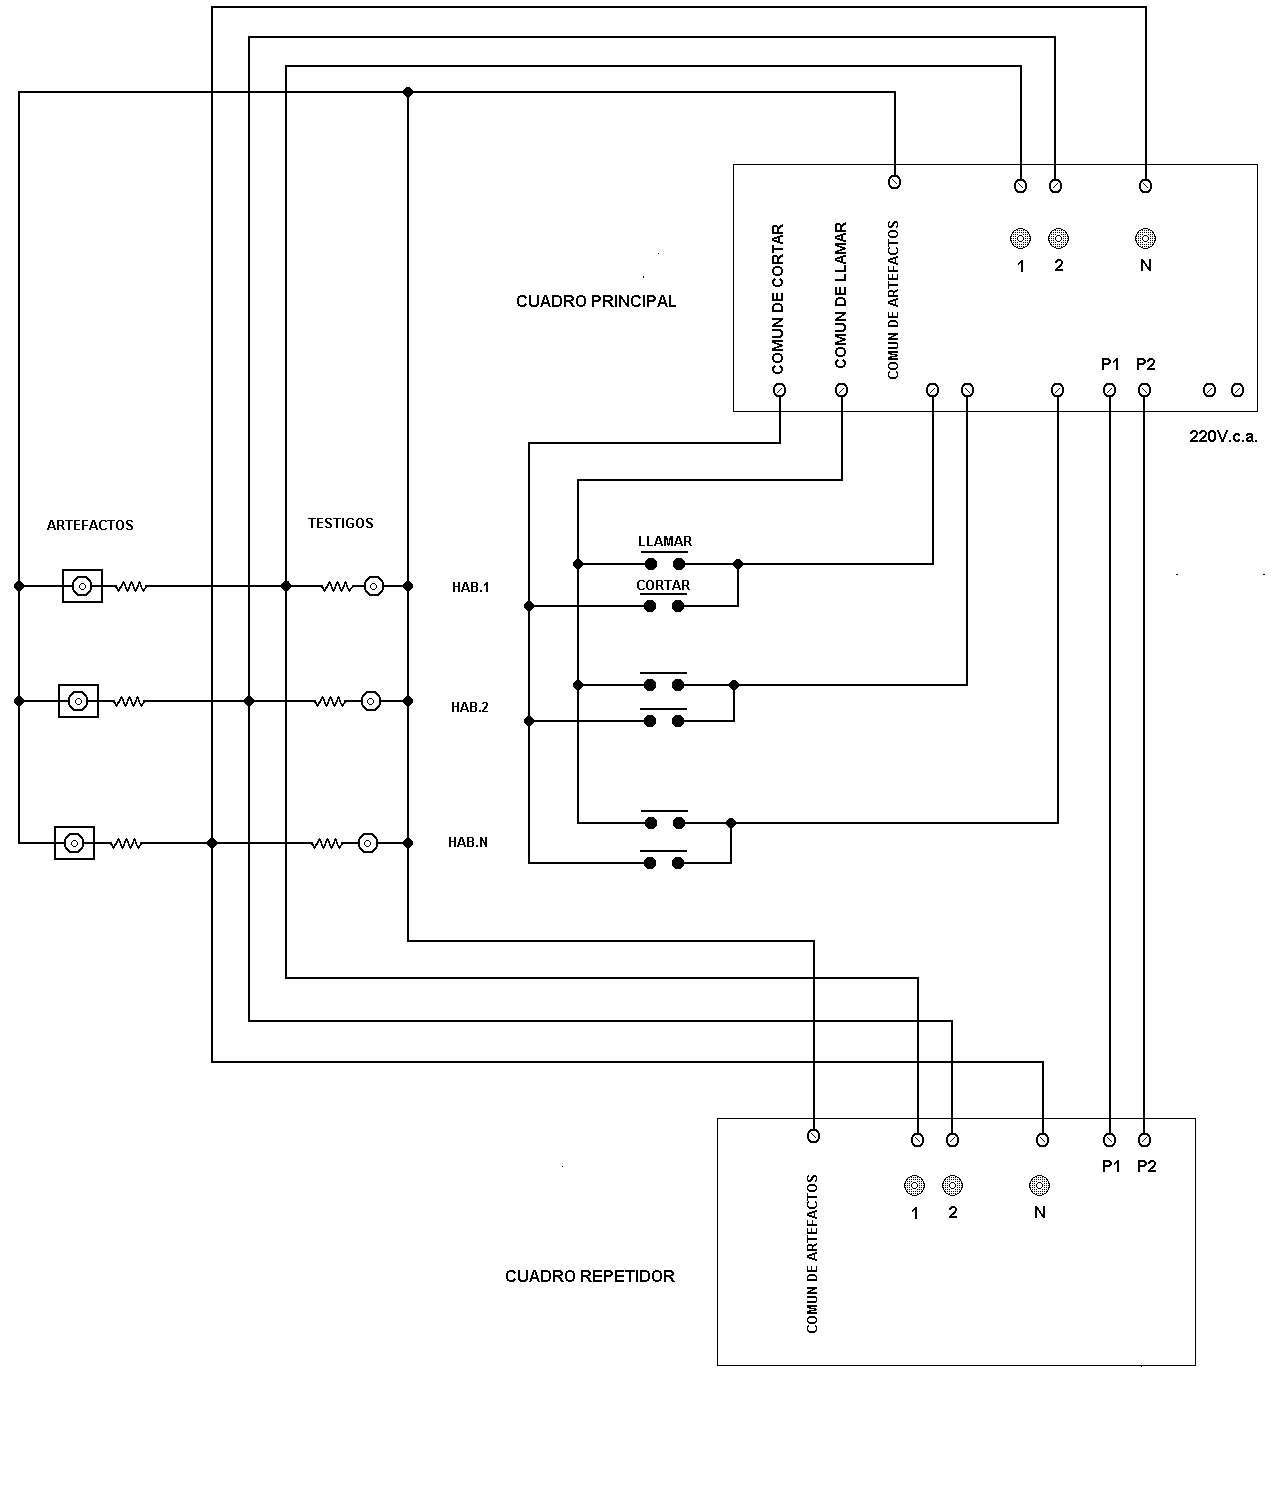 COMUN DE CORTAR
COMUN DE LLAMAR
COMUN DE ARTEFACTOS
1
2
N
CUADRO PRINCIPAL
P1
P2
220V.c.a.
ARTEFACTOS
TESTIGOS
LLAMAR
HAB.1
CORTAR
HAB.2
HAB.N
P1
P2
COMUN DE ARTEFACTOS
1
2
N
CUADRO REPETIDOR